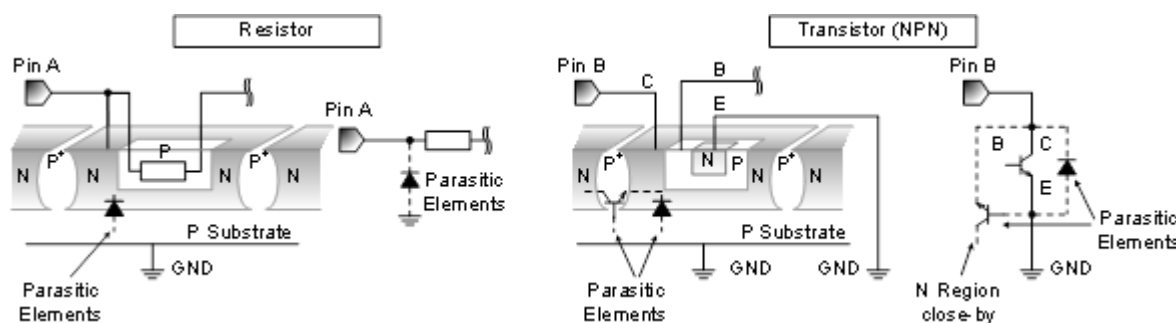 Resistor
Transistor (NPN)
Pin A
Pin B
C
B
E
Pin B
Pin A
N
P+
N
P
N
P+
N
Parasitic
Elements
P Substrate
GND
Parasitic
Elements
N
P+
N
N
P
N
P+
N
P Substrate
GND
GND
Parasitic
Elements
B
C
E
Parasitic
Elements
GND
N Region
close-by